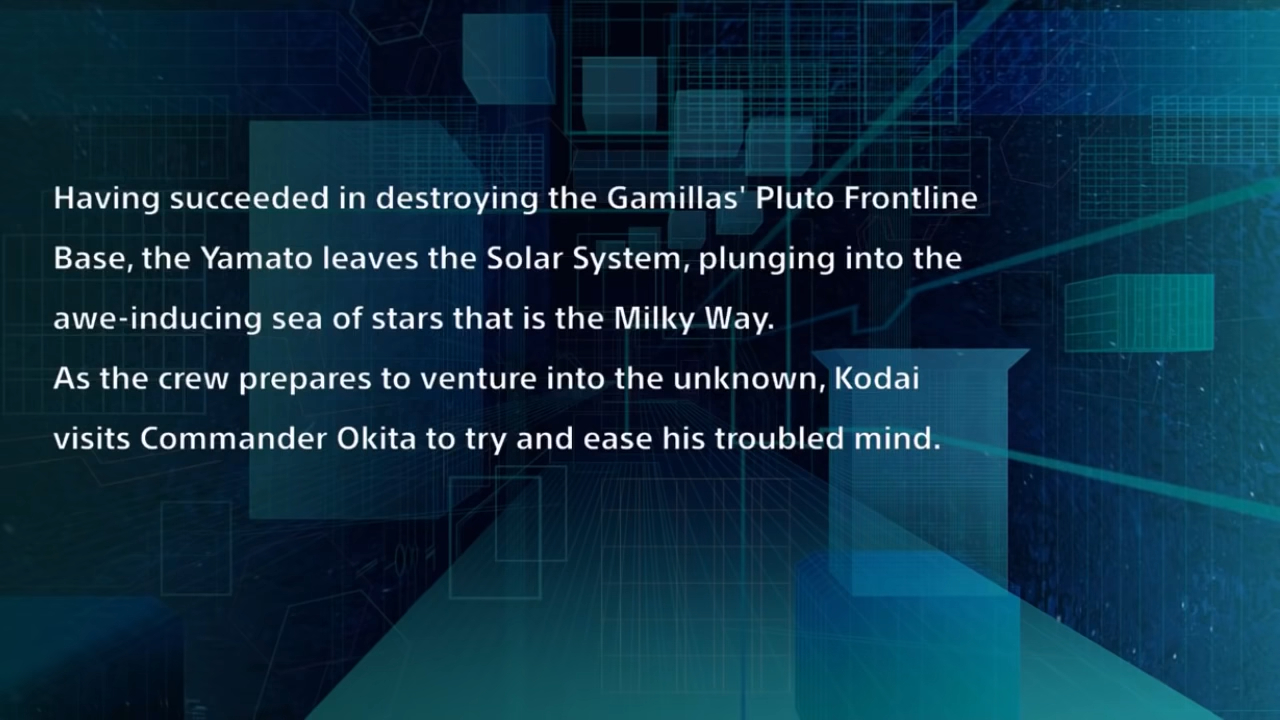 Having succeeded in destroying the Gamillas' Pluto Frontline
Base, the Yamato leaves the Solar System, plunging into the
awe-inducing sea of stars that is the Milky Way.
As the crew prepares to venture into the unknown, Kodai
visits Commander Okita to try and ease his troubled mind.